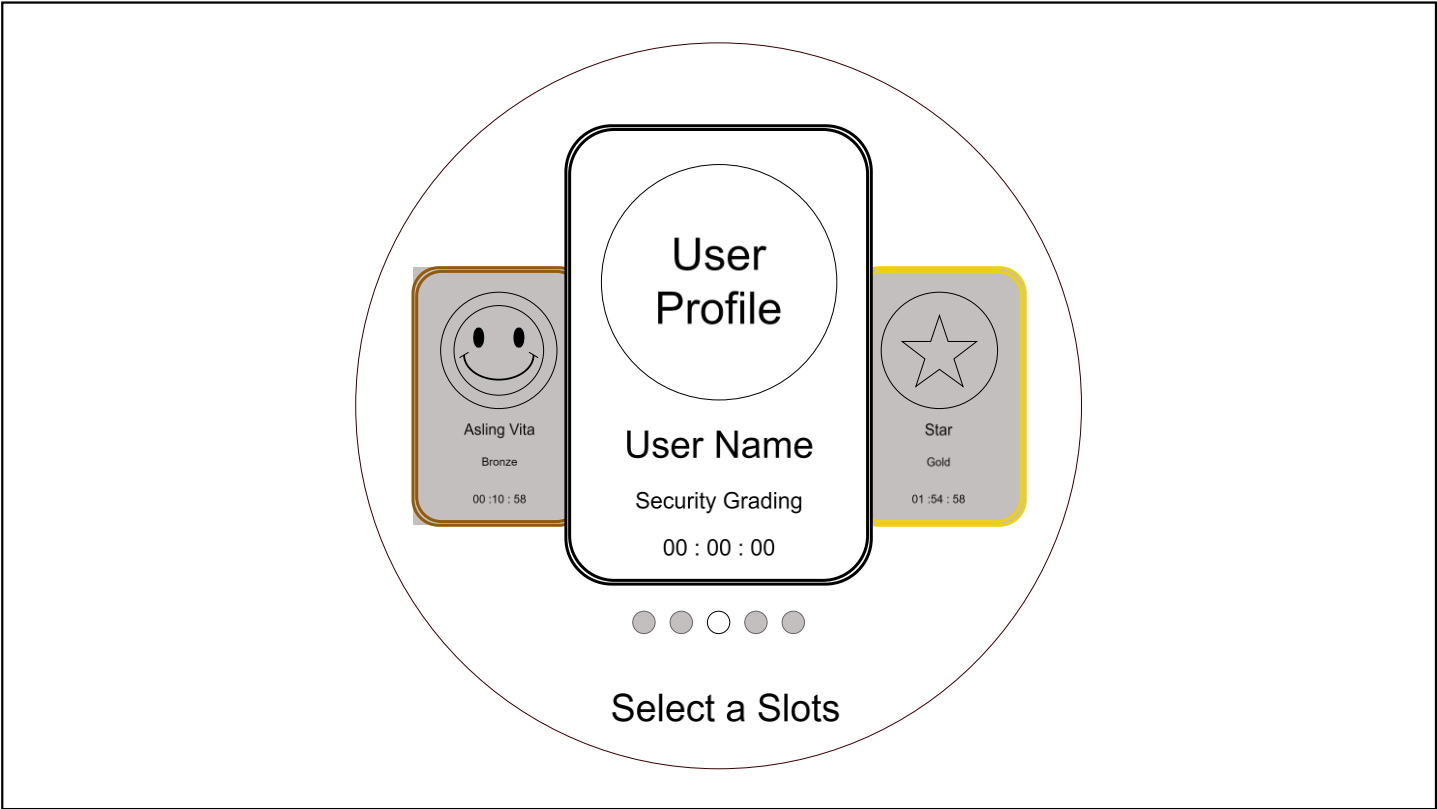 User
Profile
User Name
Security Grading
00 : 00 : 00
Asling Vita
Bronze
00 :10 : 58
Star
Gold
01 :54 : 58
Select a Slots